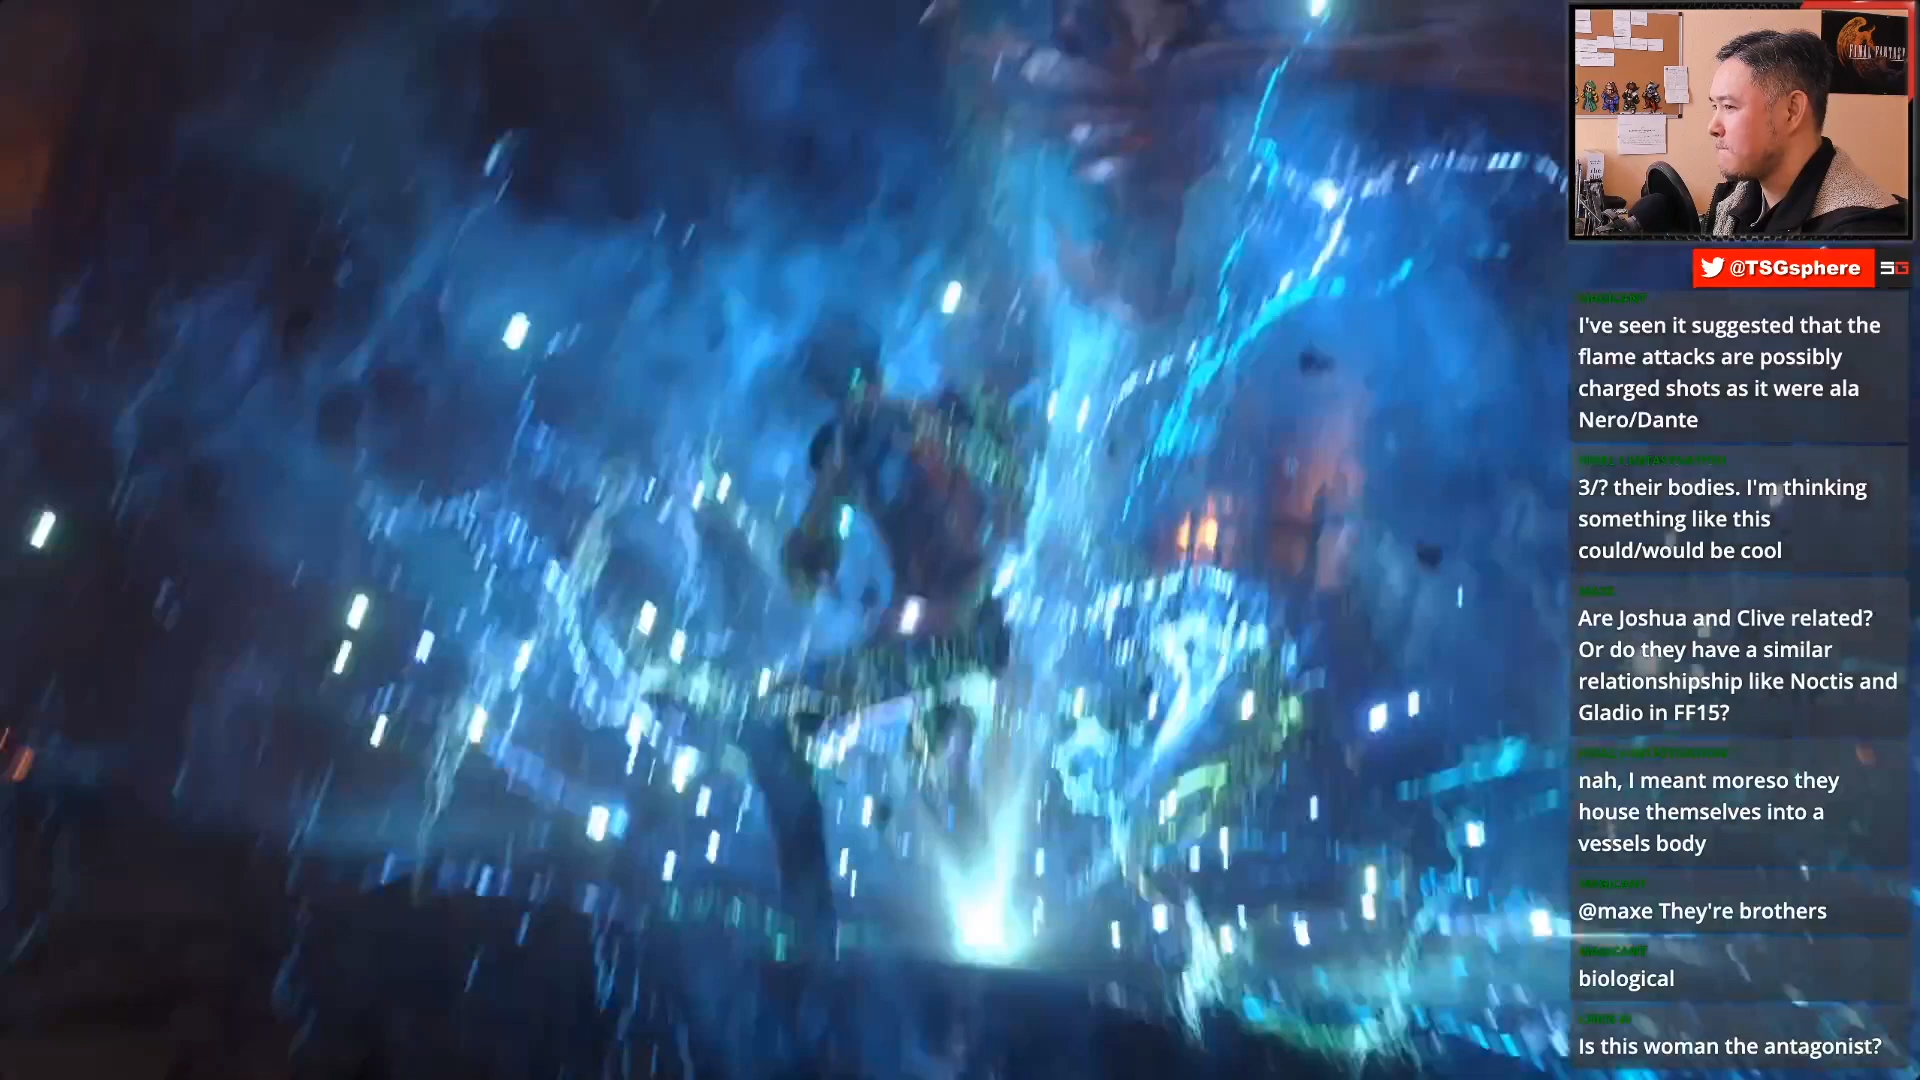 FINAL FANTASY
@TSGsphere
SG
I've seen it suggested that the
flame attacks are possibly
charged shots as it were ala
Nero/Dante
3/? their bodies. I'm thinking
something like this
could/would be cool
Are Joshua and Clive related?
Or do they have a similar
relationshipship like Noctis and
Gladio in FF15?
nah, I meant moreso they
house themselves into a
vessels body
@maxe They're brothers
biological
Is this woman the antagonist?